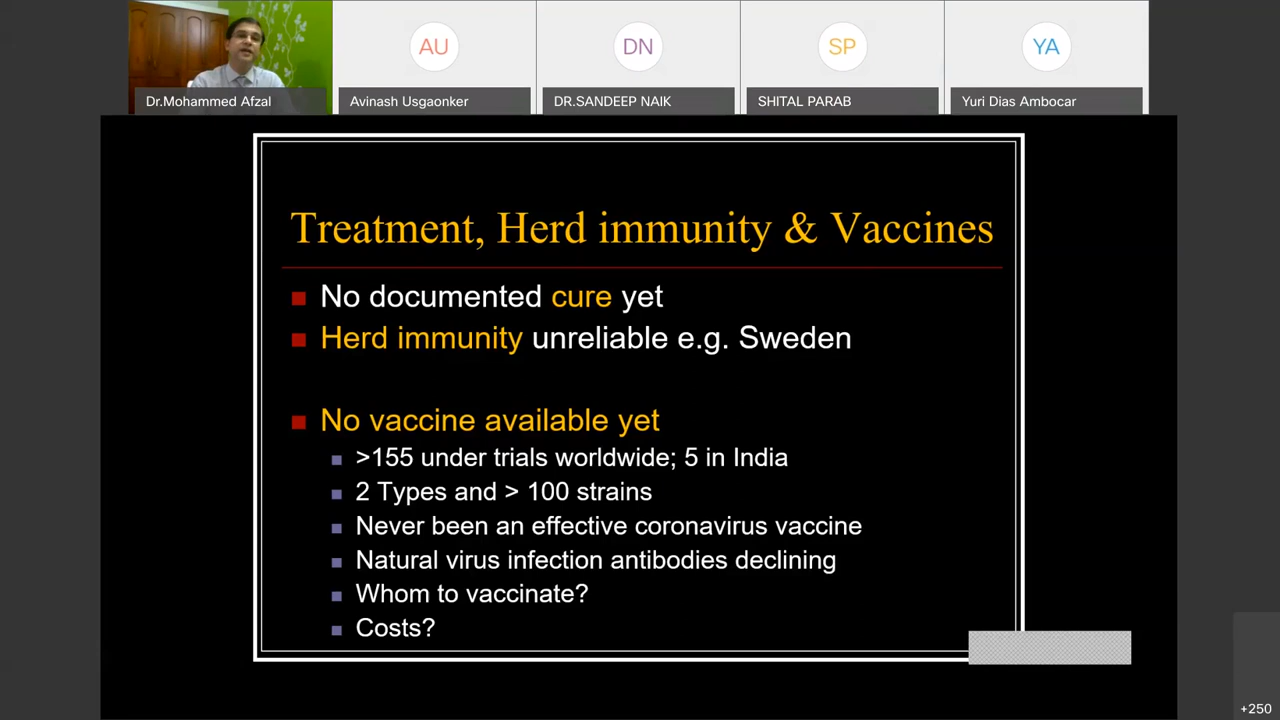 AU
DN
SP
YA
Dr.Mohammed Afzal
Avinash Usgaonker
DR.SANDEEP NAIK
SHITAL PARAB
Yuri Dias Ambocar
Treatment, Herd immunity & Vaccines
No documented cure yet
Herd immunity unreliable e.g. Sweden
No vaccine available yet
>155 under trials worldwide; 5 in India
2 Types and > 100 strains
Never been an effective coronavirus vaccine
Natural virus infection antibodies declining
Whom to vaccinate?
Costs?
+250